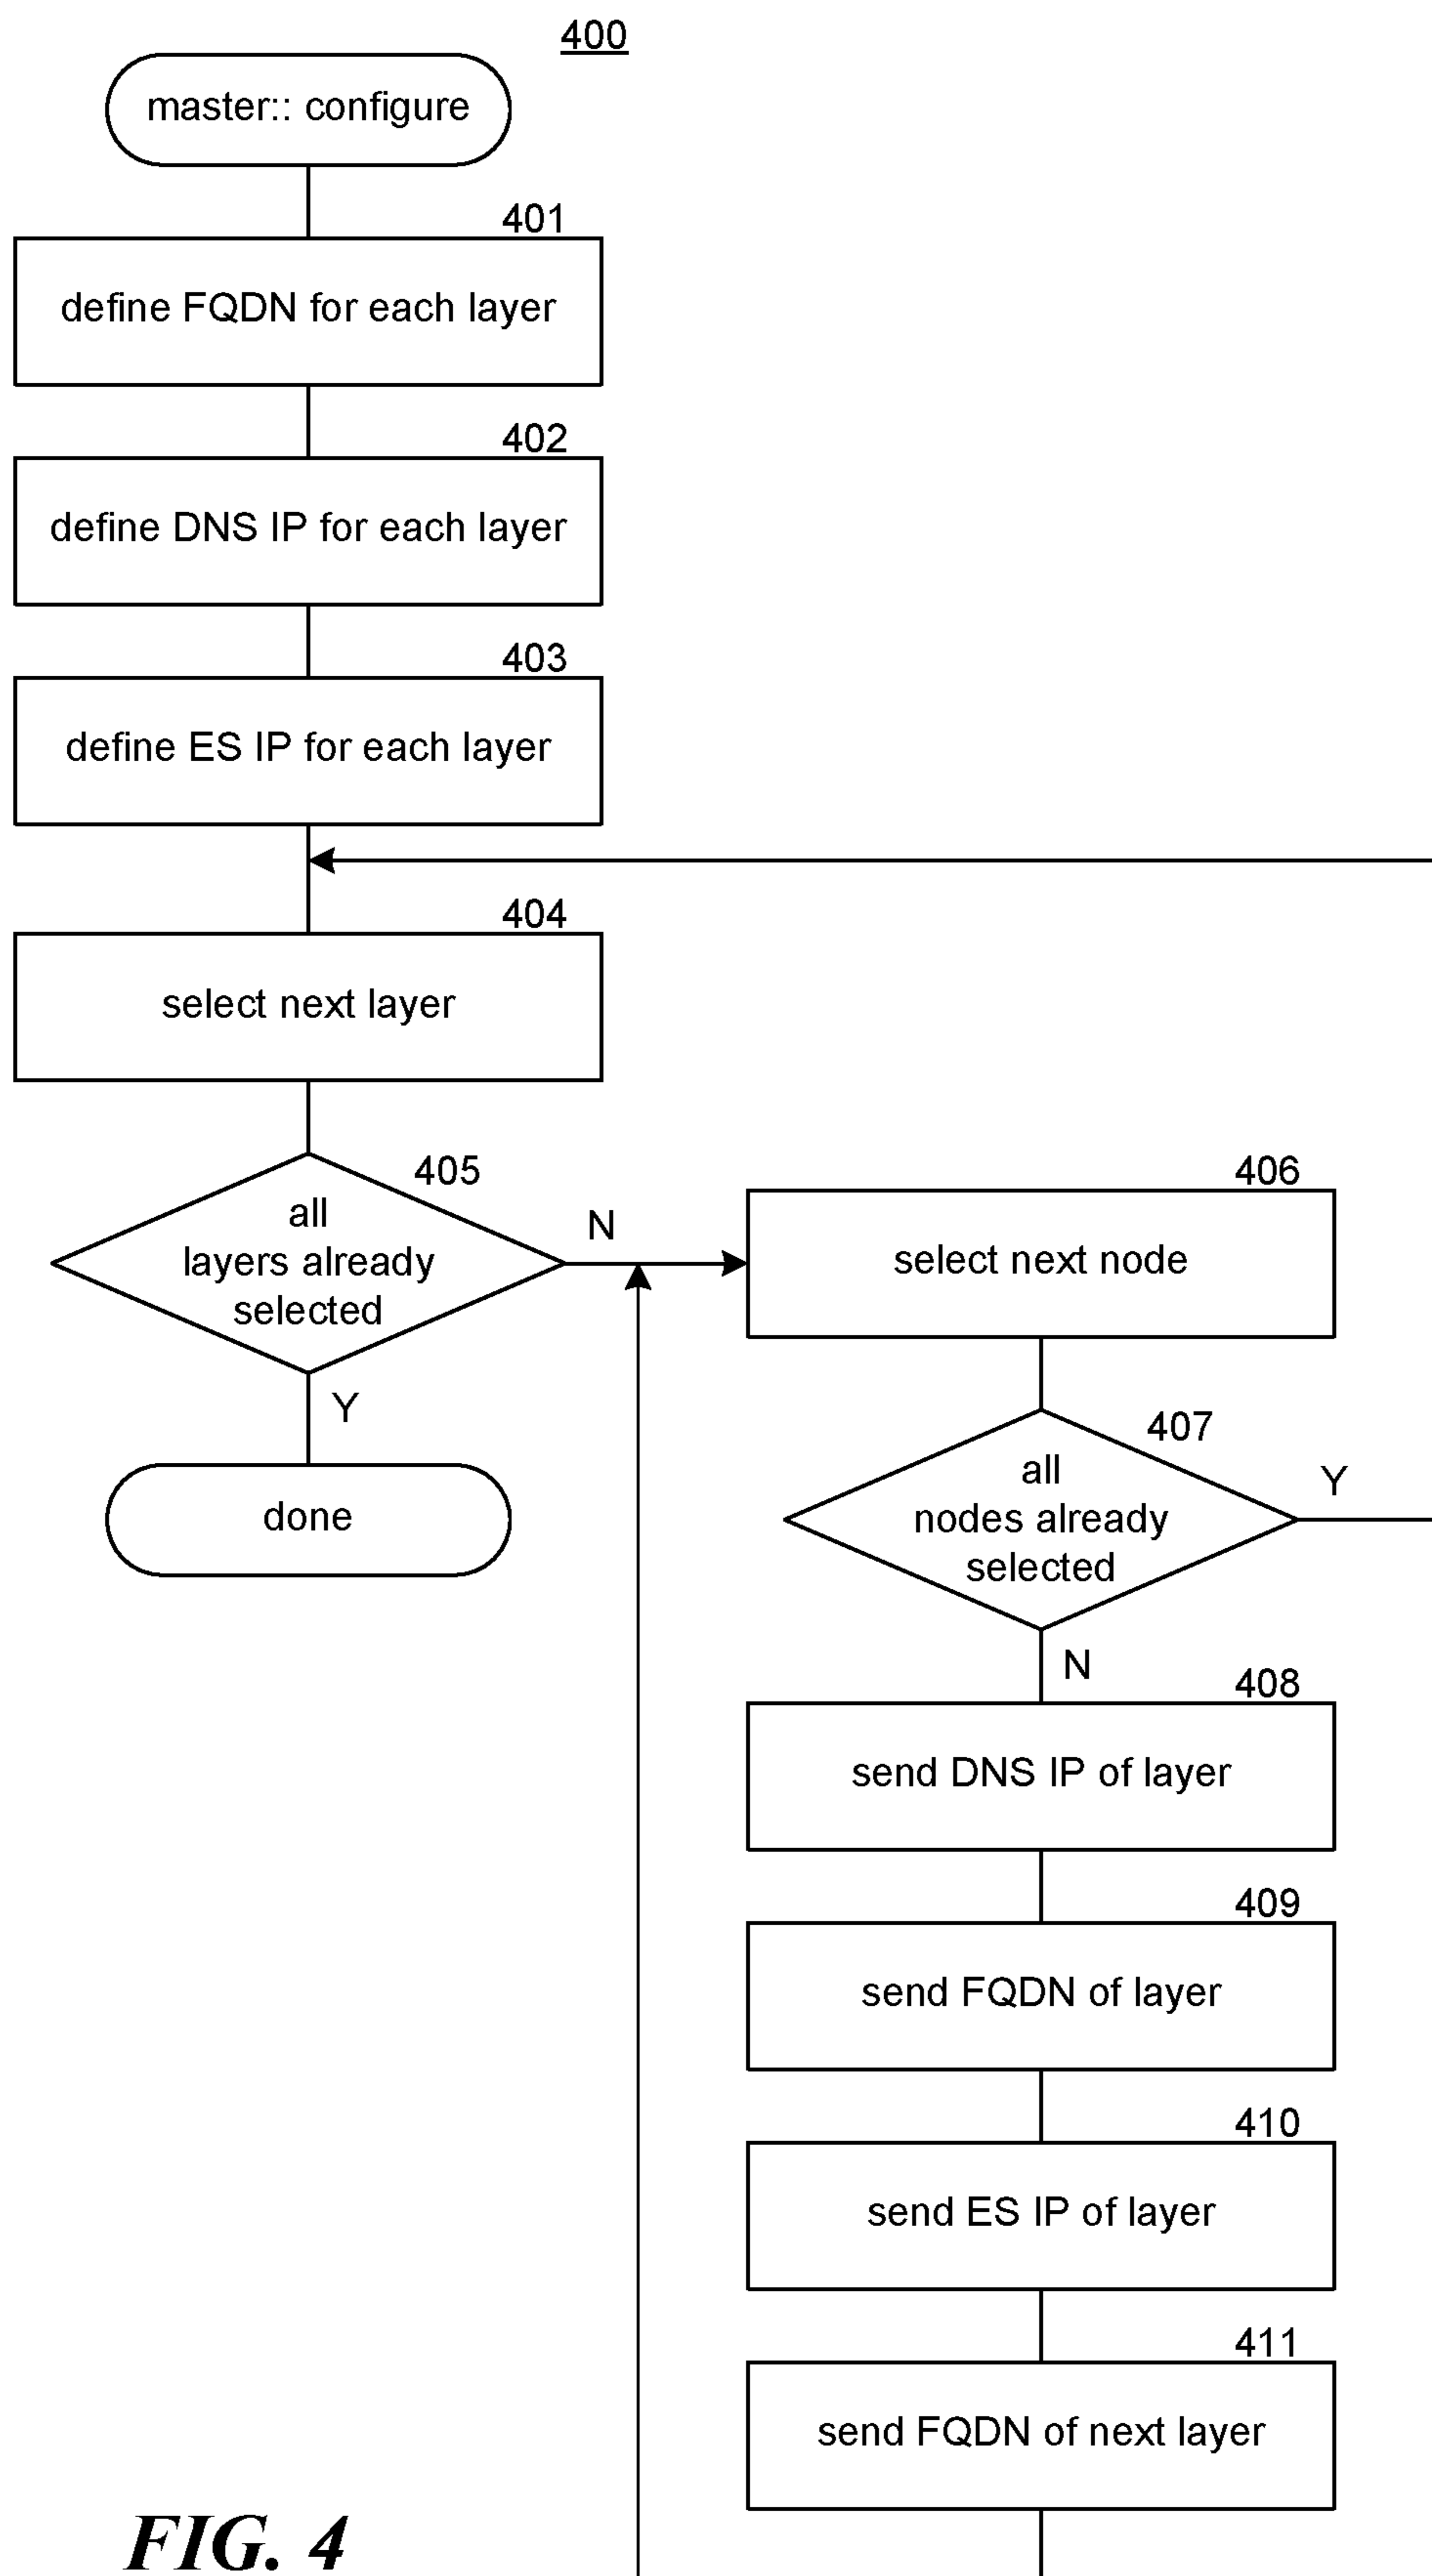 400
master:: configure
401
define FQDN for each layer
402
define DNS IP for each layer
403
define ES IP for each layer
404
select next layer
405
all
layers already
selected
N
Y
done
406
select next node
407
all
nodes already
selected
Y
N
408
send DNS IP of layer
409
send FQDN of layer
410
send ES IP of layer
411
send FQDN of next layer
FIG. 4